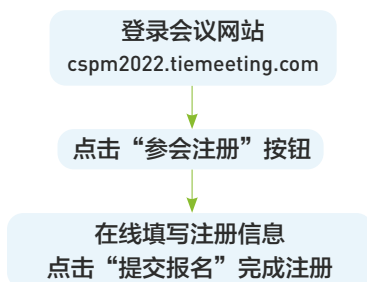 登录会议网站
cspm2022.tiemeeting.com
点击“参会注册”按钮
在线填写注册信息
点击“提交报名”完成注册